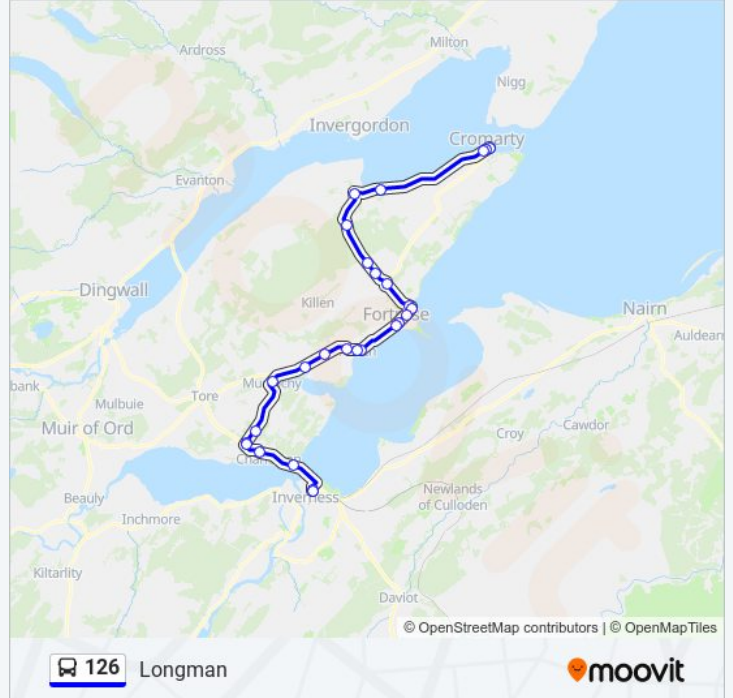 Milton
Ardross
Nigg
Invergordon
Cromarty
Evanton
Dingwall
Killen
Nairn
Auldearn
bank
Tore
Mulbuie
Muir of Ord
Croy
Cawdor
Beauly
Inverness
Newlands
of Culloden
Inchmore
Kiltarlity
Daviot
© OpenStreetMap contributors | © OpenMapTiles
126 Longman
moovit